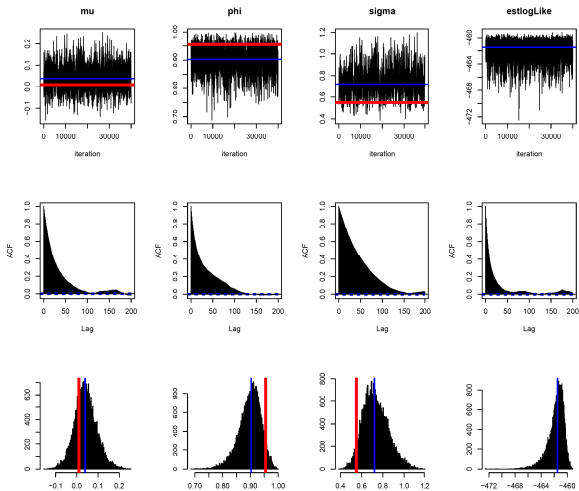 mu phi sigma estlogLike
−0.1 0.0 0.1 0.2
0.70 0.80 0.90 1.00
0.4 0.6 0.8 1.0 1.2
−472 −468 −464 −460
0 10000 30000 0 10000 30000 0 10000 30000 0 10000 30000
iteration iteration iteration iteration
ACF ACF ACF ACF
0.0 0.2 0.4 0.6 0.8 1.0
0.0 0.2 0.4 0.6 0.8 1.0
0.0 0.2 0.4 0.6 0.8 1.0
0.0 0.2 0.4 0.6 0.8 1.0
0 50 100 150 200 0 50 100 150 200 0 50 100 150 200 0 50 100 150 200
Lag Lag Lag Lag
0 200 400 600
0 200 400 600 800
0 200 400 600 800
0 200 400 600 800
−0.1 0.0 0.1 0.2 0.70 0.80 0.90 1.00 0.4 0.6 0.8 1.0 1.2 −472 −468 −464 −460